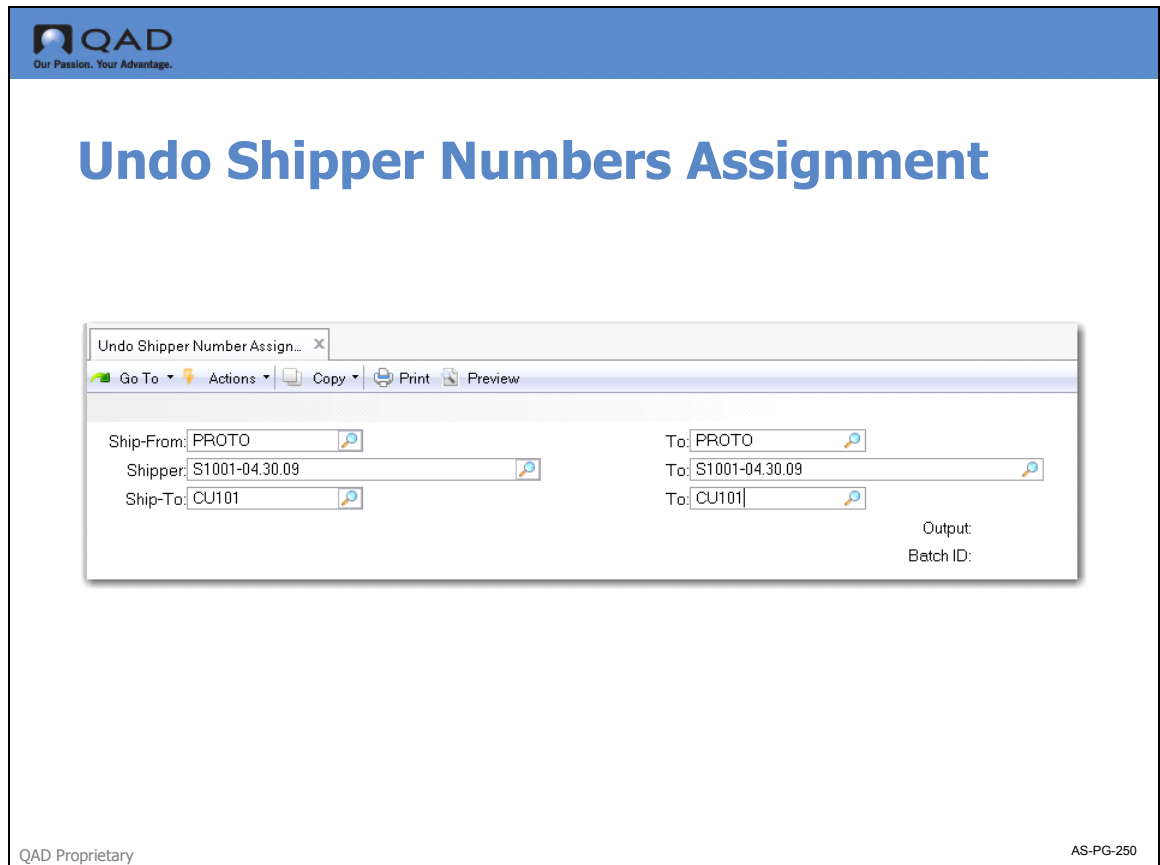 QAD
Our Passion. Your Advantage.
Undo Shipper Numbers Assignment
Undo Shipper Number Assign...
Go To Actions Copy Print Preview
Ship-From: PROTO To: PROTO
Shipper: S1001-04.30.09 To: S1001-04.30.09
Ship-To: CU101 To: CU101
Output:
Batch ID:
QAD Proprietary AS-PG-250